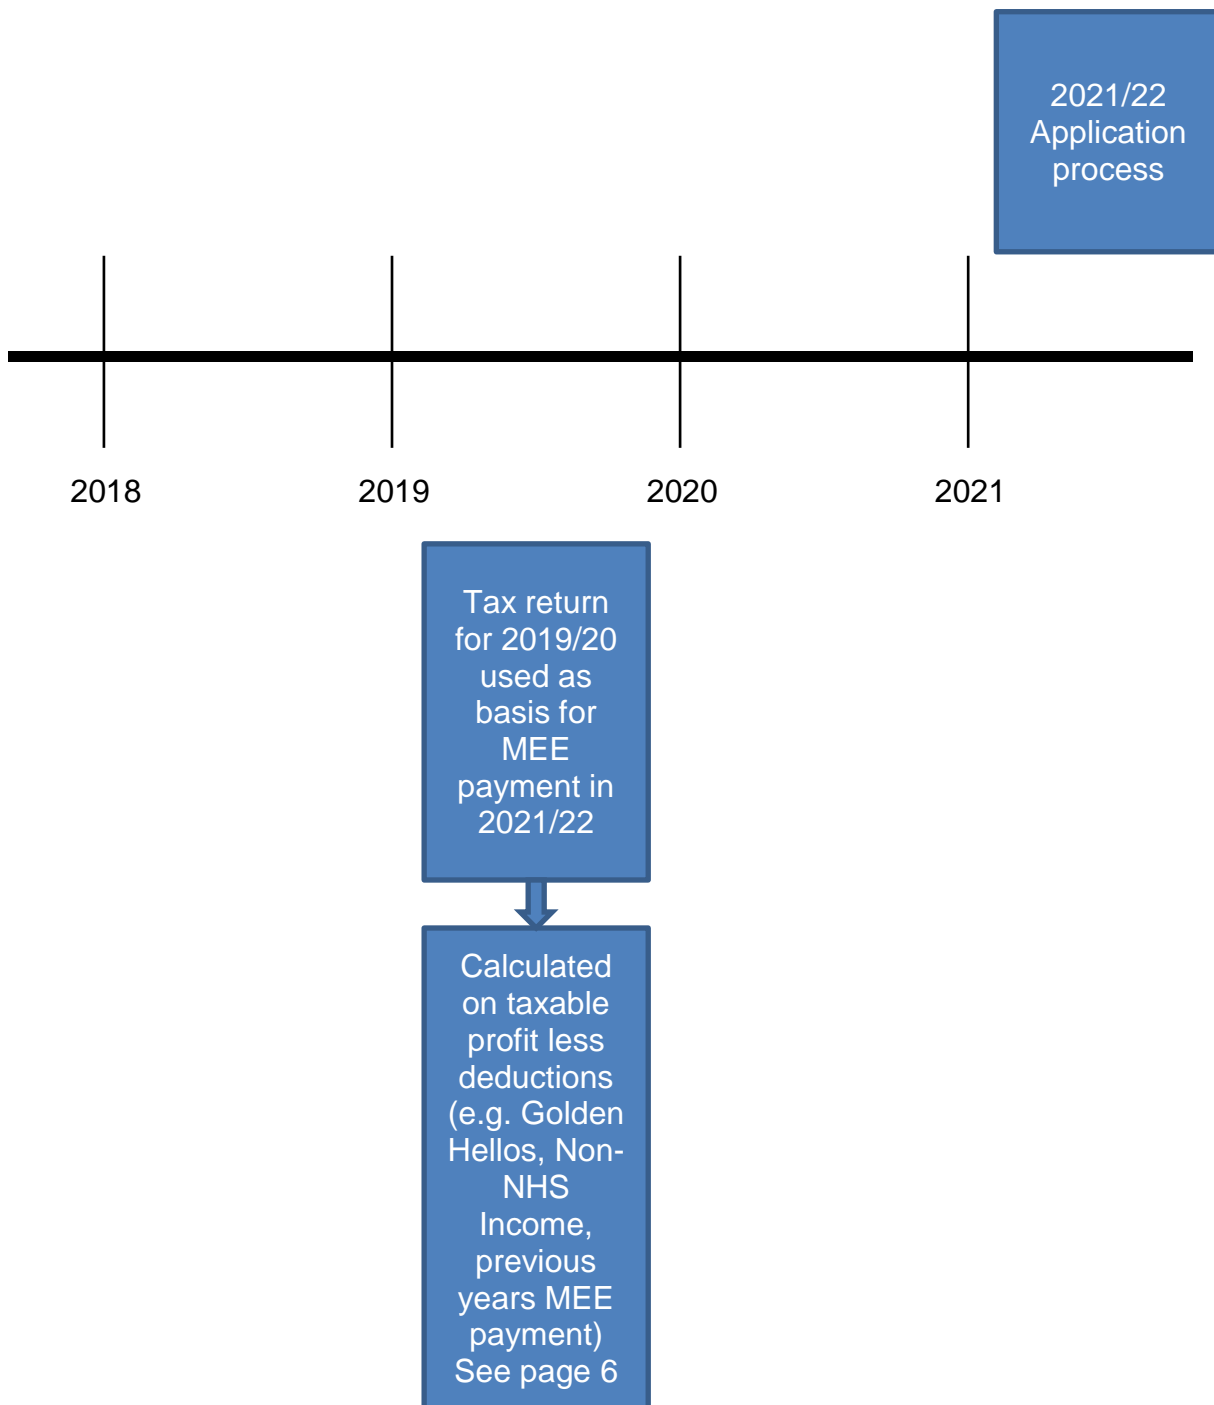 2021/22
Application
process
2018
2019
2020
2021
Tax return
for 2019/20
used as
basis for
MEE
payment in
2021/22
Calculated
on taxable
profit less
deductions
(e.g. Golden
Hellos, Non-
NHS
Income,
previous
years MEE
payment)
See page 6